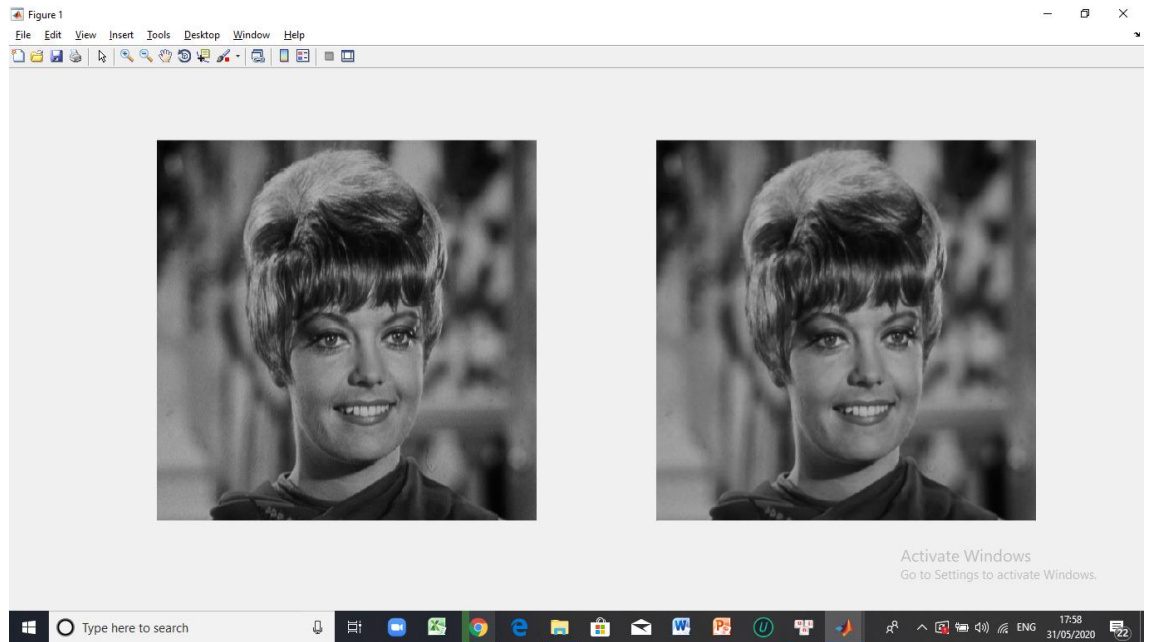 Figure 1
File Edit View Insert Tools Desktop Window Help
Activate Windows
Go to Settings to activate Windows.
Type here to search
ENG
17:58
31/05/2020
22